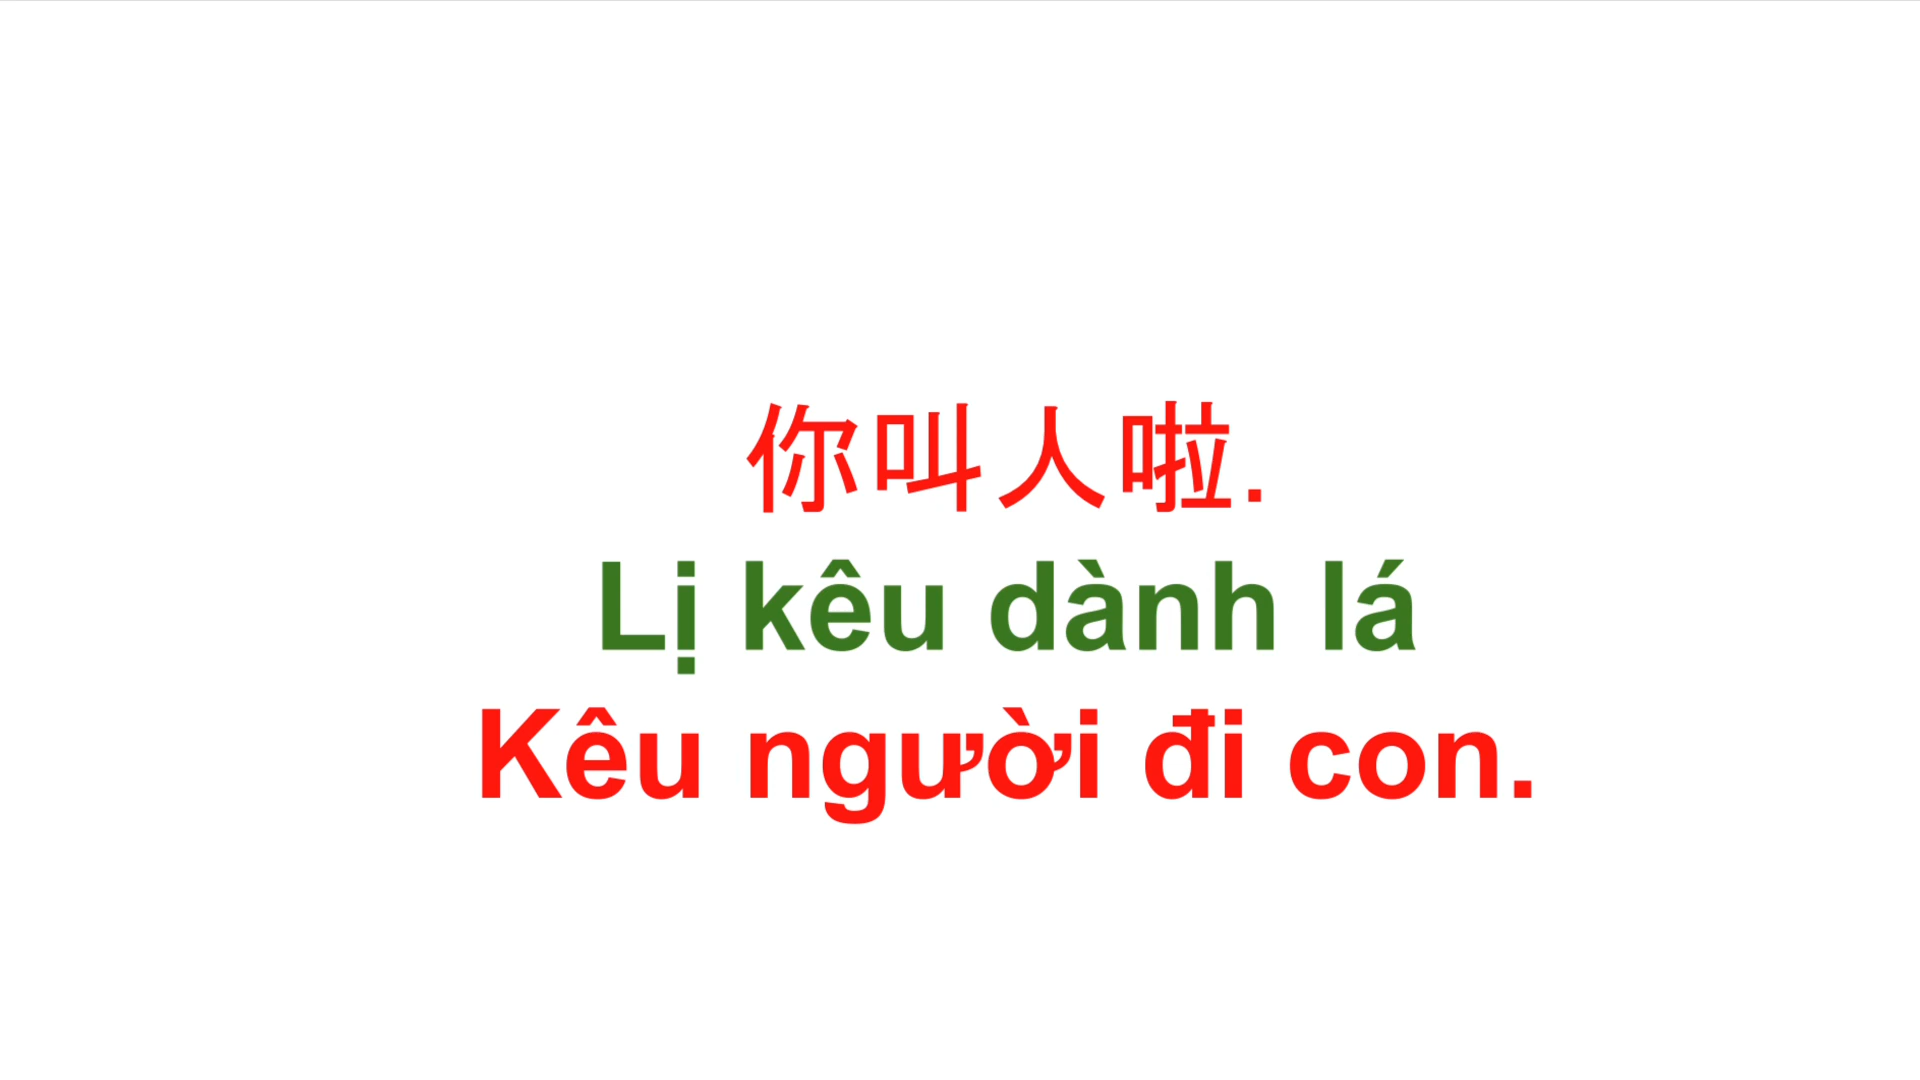 你叫人啦.
Lị kêu dành lá
Kêu người đi con.